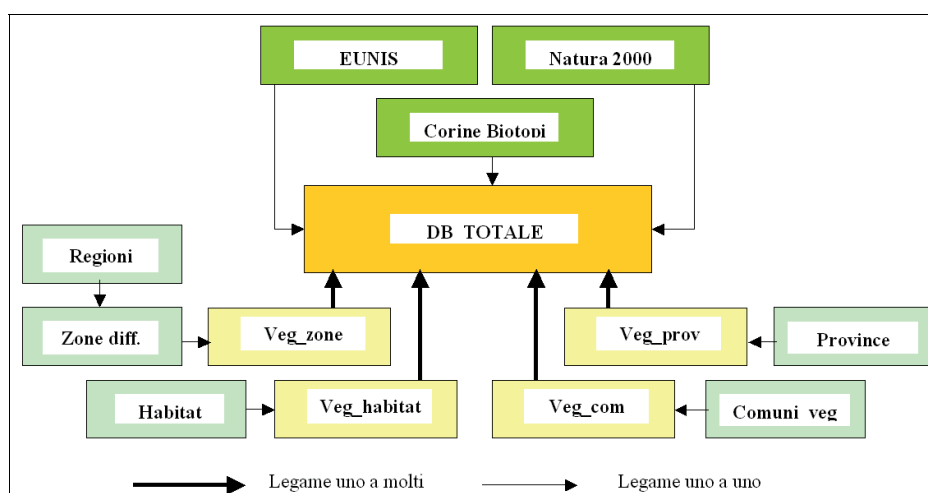 EUNIS
Natura 2000
Corine Biotopi
DB TOTALE
Regioni
Zone diff.
Veg_zone
Veg_prov
Province
Habitat
Veg_habitat
Veg_com
Comuni veg
Legame uno a molti
Legame uno a uno